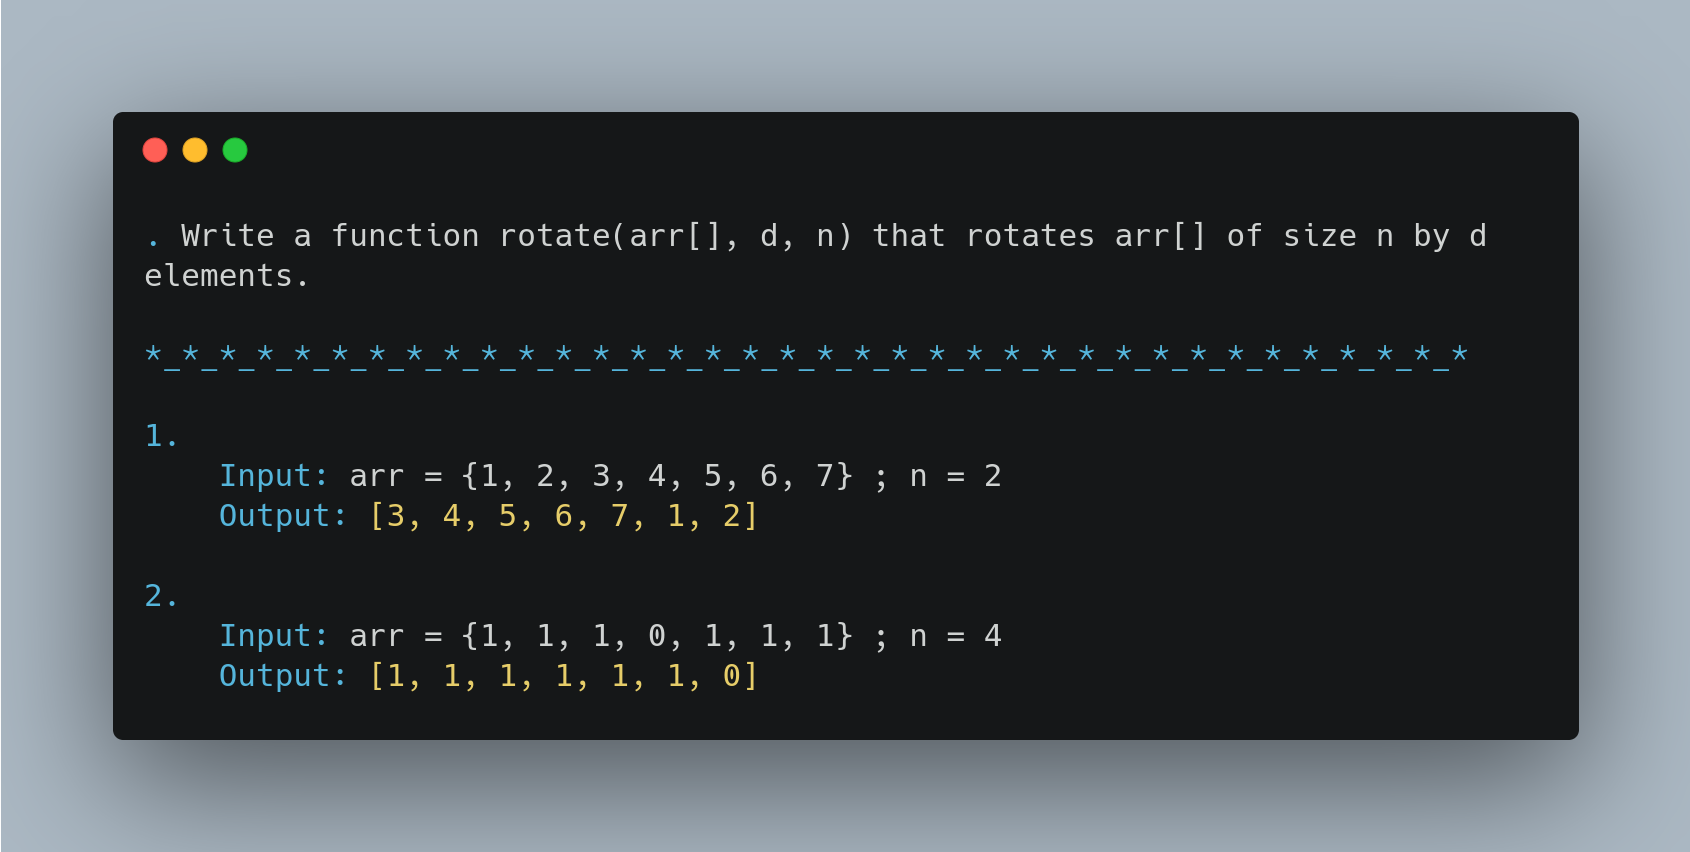 . Write a function rotate(arr[], d, n) that rotates arr[] of size n by d
elements.
*_*_*_*_*_*_*_*_*_*_*_*_*_*_*_*_*_*_*_*_*_*_*_*_*_*_*_*_*_*_*_*_*_*_*_*
1.
Input: arr = {1, 2, 3, 4, 5, 6, 7} ; n = 2
Output: [3, 4, 5, 6, 7, 1, 2]
2.
Input: arr = {1, 1, 1, 0, 1, 1, 1} ; n = 4
Output: [1, 1, 1, 1, 1, 1, 0]